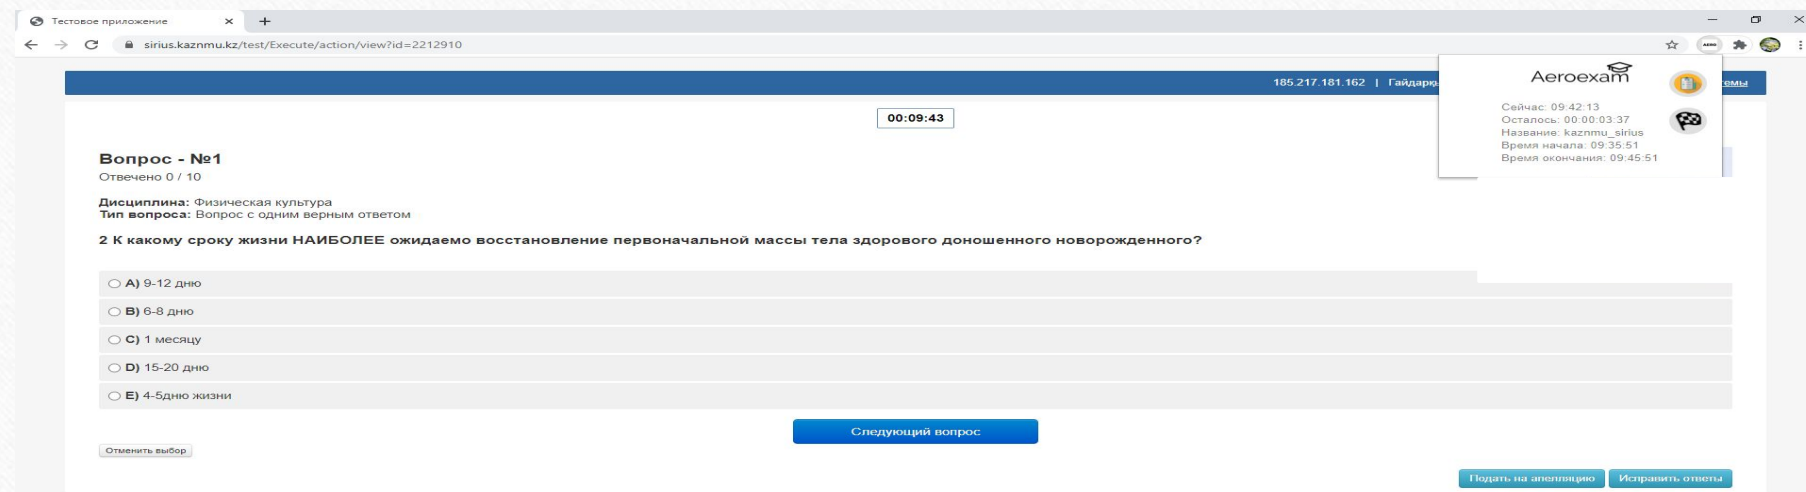 Тестовое приложение
sirius.kaznmu.kz/test/Execute/action/view?id=2212910
185.217.181.162 | Гайдарқ
емы
Aeroexam
Сейчас: 09:42:13
Осталось: 00:00:03:37
Название: kaznmu_sirius
Время начала: 09:35:51
Время окончания: 09:45:51
00:09:43
Вопрос - №1
Отвечено 0 / 10
Дисциплина: Физическая культура
Тип вопроса: Вопрос с одним верным ответом
2 К какому сроку жизни НАИБОЛЕЕ ожидаемо восстановление первоначальной массы тела здорового доношенного новорожденного?
A) 9-12 дню
B) 6-8 дню
C) 1 месяцу
D) 15-20 дню
E) 4-5дню жизни
Следующий вопрос
Отменить выбор
Подать на апелляцию
Исправить ответы